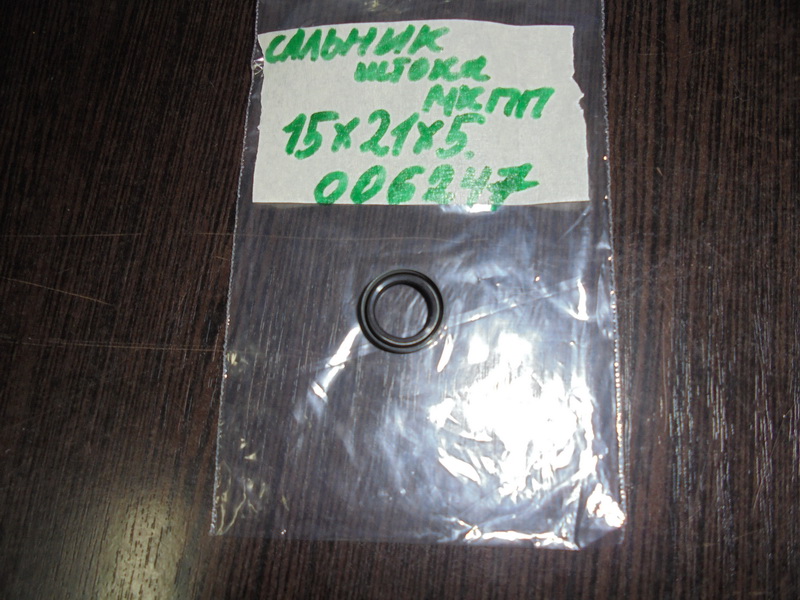 САЛЬНИК
штока
МКПП
15х21х5.
006247